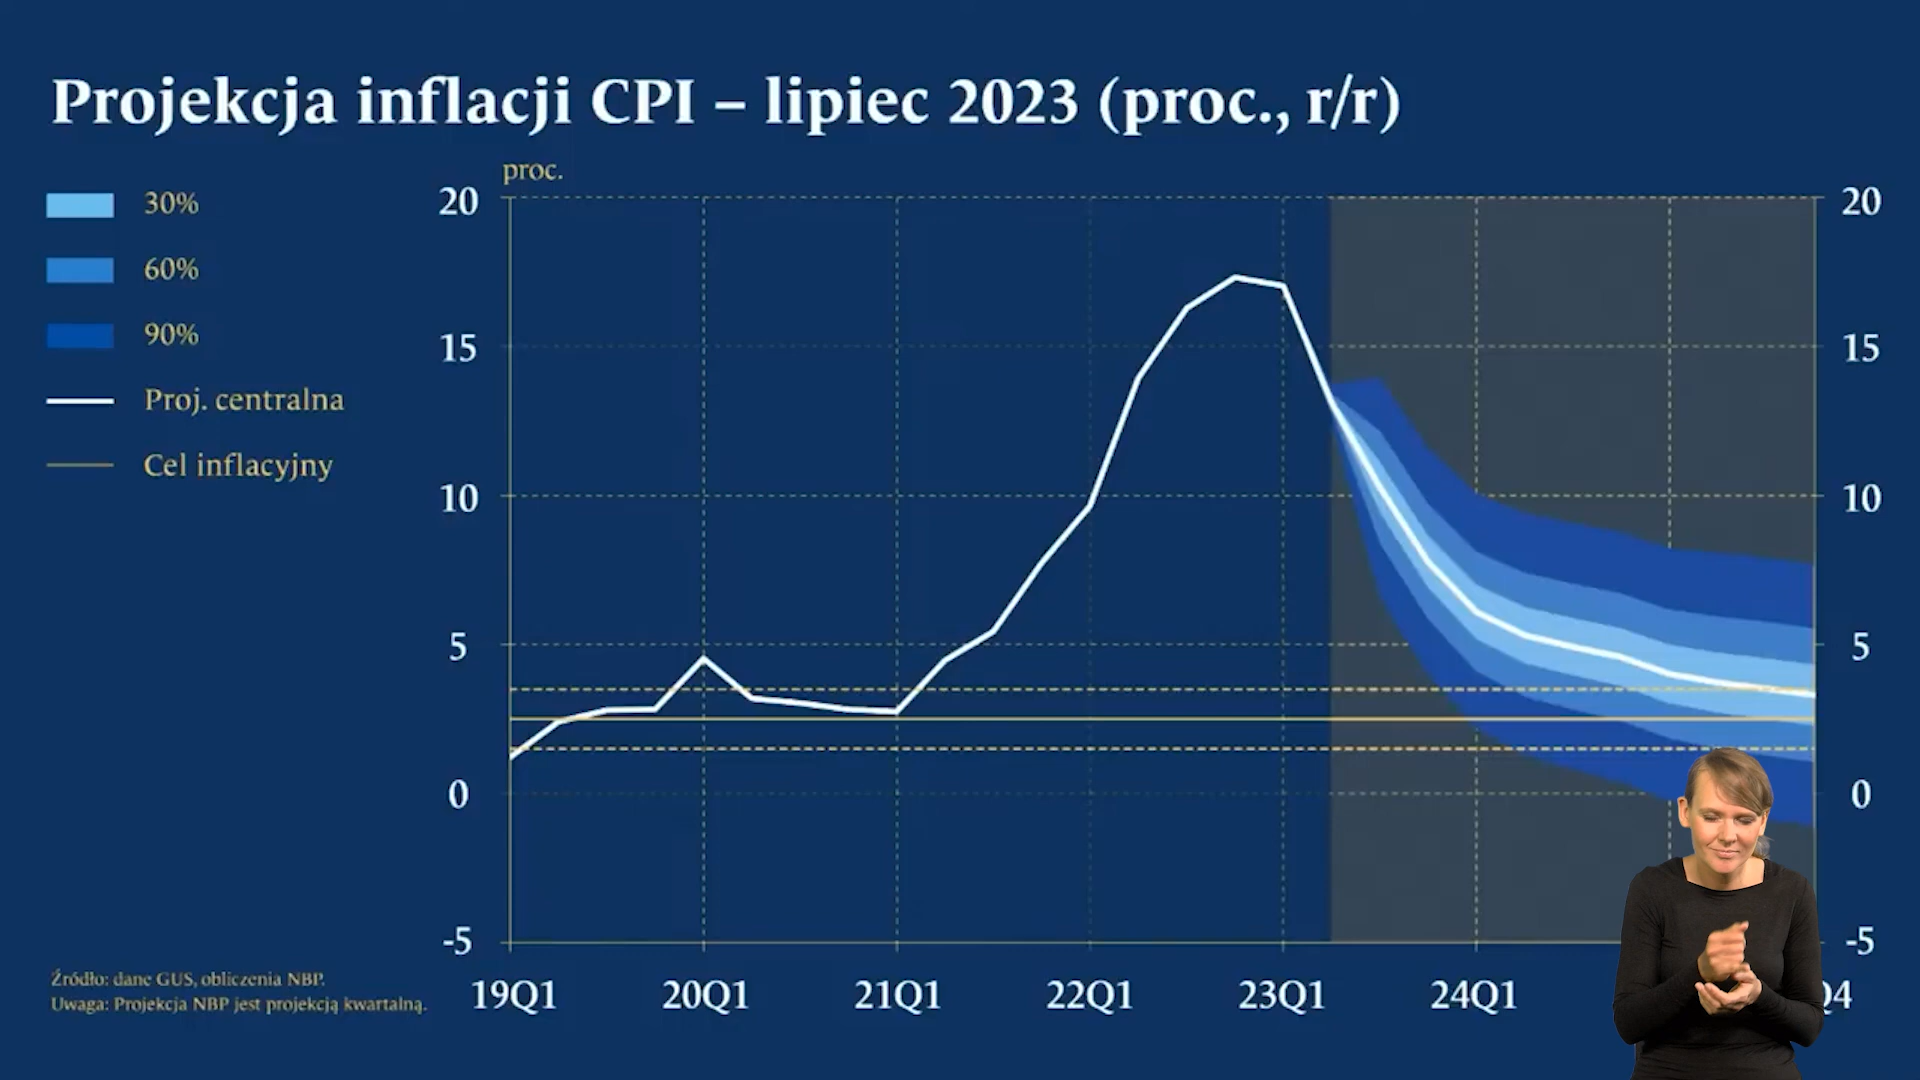 Projekcja inflacji CPI – lipiec 2023 (proc., r/r)
30%
60%
90%
Proj. centralna
Cel inflacyjny
proc.
20
15
10
5
0
-5
20
15
10
5
0
-5
19Q1 20Q1 21Q1 22Q1 23Q1 24Q1 Q4
Źródło: dane GUS, obliczenia NBP.
Uwaga: Projekcja NBP jest projekcją kwartalną.